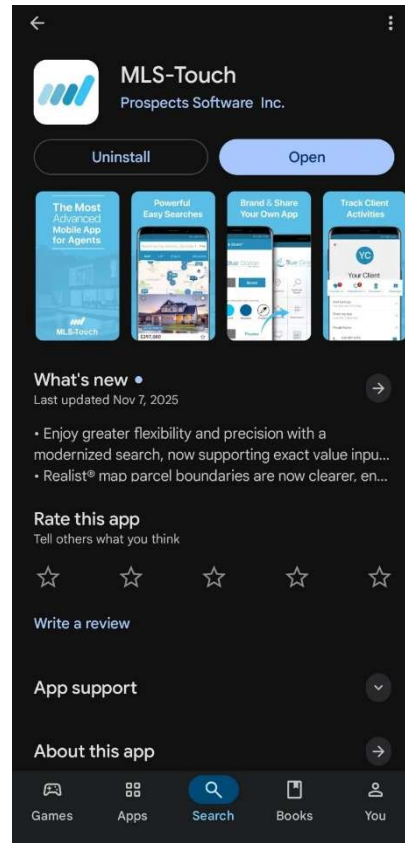 MLS-Touch
Prospects Software Inc.
Uninstall
Open
The Most
Advanced
Mobile App
for Agents
MLS-Touch
Powerful
Easy Searches
$297,000
Brand & Share
Your Own App
Track Client
Activities
YC
Your Client
What's new •
Last updated Nov 7, 2025
• Enjoy greater flexibility and precision with a
modernized search, now supporting exact value inpu...
• Realist® map parcel boundaries are now clearer, en...
Rate this app
Tell others what you think
Write a review
App support
About this app
Games
Apps
Search
Books
You